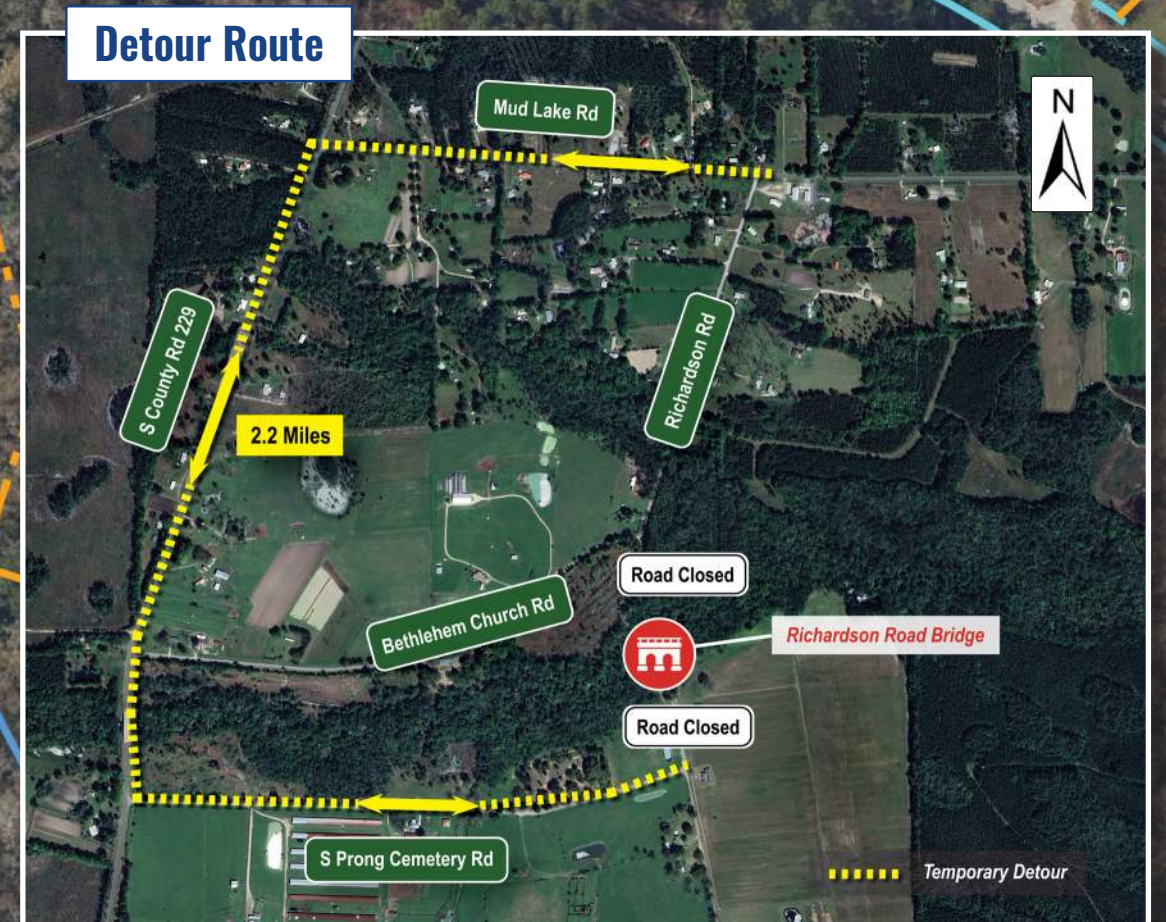 Detour Route
Mud Lake Rd
N
S County Rd 229
Richardson Rd
2.2 Miles
Road Closed
Bethlehem Church Rd
Richardson Road Bridge
Road Closed
S Prong Cemetery Rd
Temporary Detour